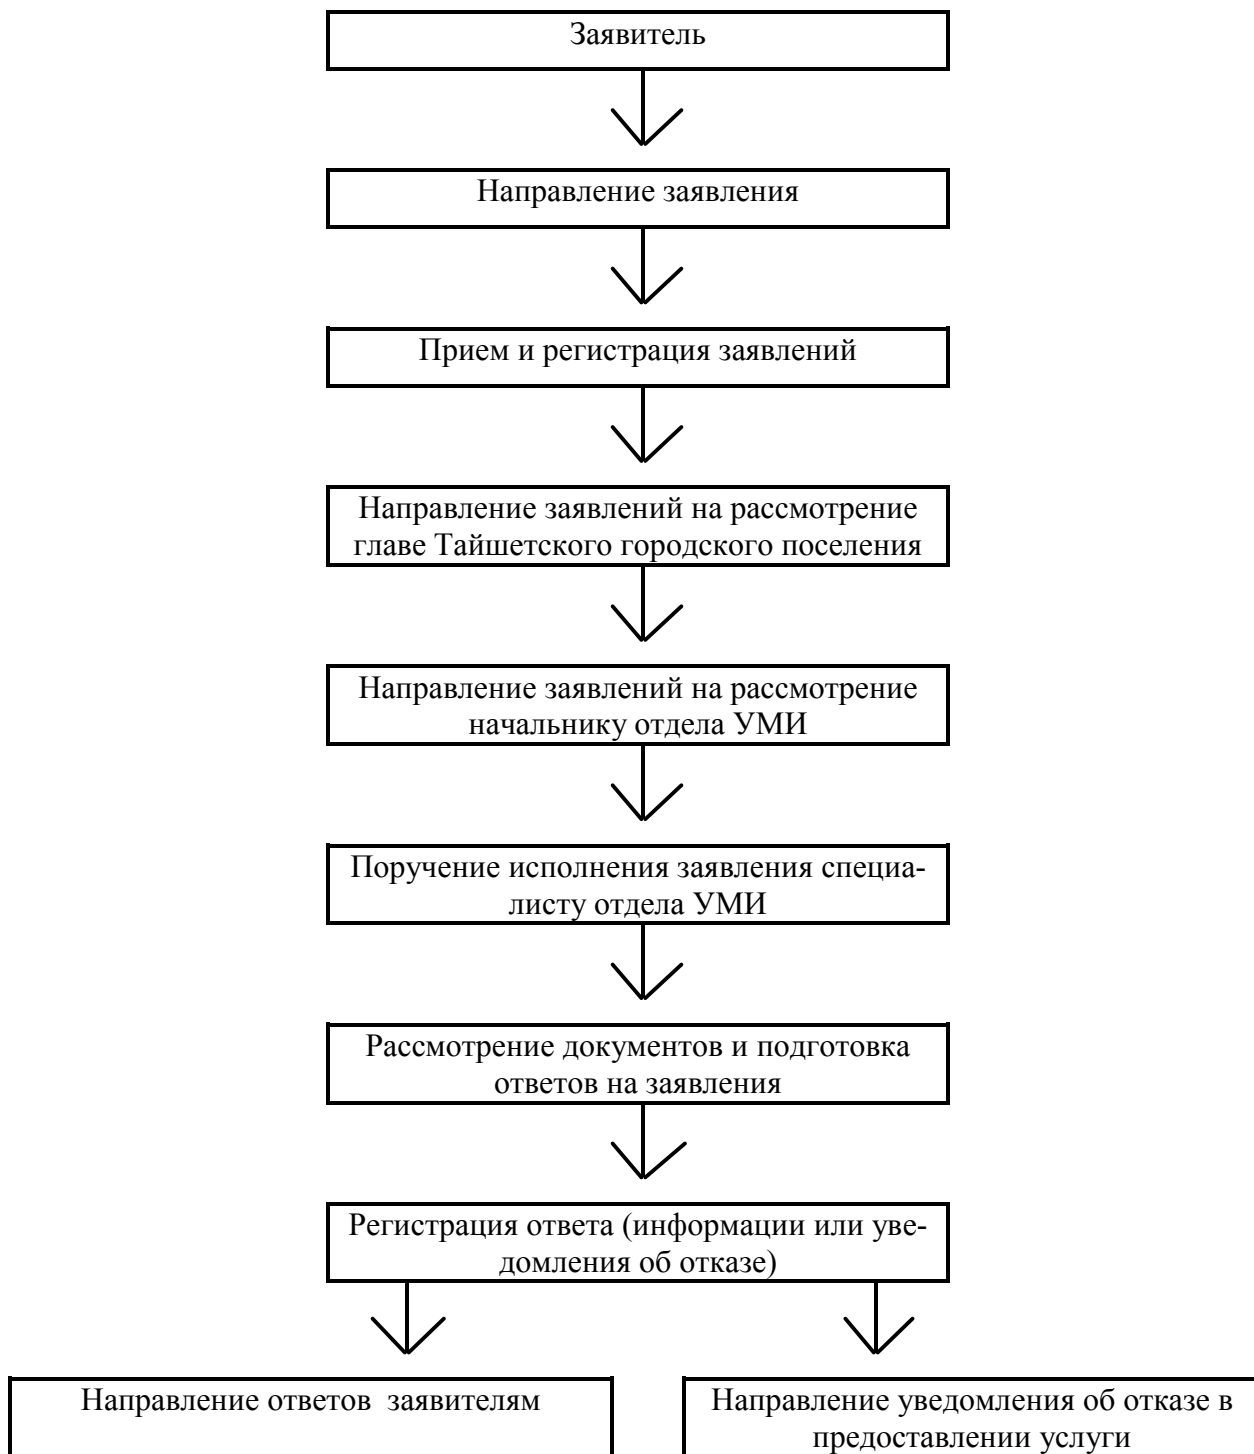 Заявитель
Направление заявления
Прием и регистрация заявлений
Направление заявлений на рассмотрение
главе Тайшетского городского поселения
Направление заявлений на рассмотрение
начальнику отдела УМИ
Поручение исполнения заявления специа-
листу отдела УМИ
Рассмотрение документов и подготовка
ответов на заявления
Регистрация ответа (информации или уве-
домления об отказе)
Направление ответов  заявителям
Направление уведомления об отказе в
предоставлении услуги